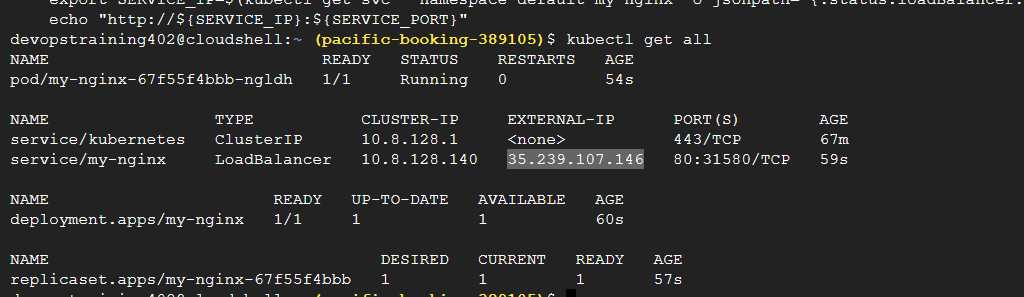 echo "http://${SERVICE_IP}:${SERVICE_PORT}"
devopstraining402@cloudshell:~ (pacific-booking-389105)$ kubectl get all
NAME READY STATUS RESTARTS AGE
pod/my-nginx-67f55f4bbb-ngldh 1/1 Running 0 54s
NAME TYPE CLUSTER-IP EXTERNAL-IP PORT(S) AGE
service/kubernetes ClusterIP 10.8.128.1 <none> 443/TCP 67m
service/my-nginx LoadBalancer 10.8.128.140 35.239.107.146 80:31580/TCP 59s
NAME READY UP-TO-DATE AVAILABLE AGE
deployment.apps/my-nginx 1/1 1 1 60s
NAME DESIRED CURRENT READY AGE
replicaset.apps/my-nginx-67f55f4bbb 1 1 1 57s